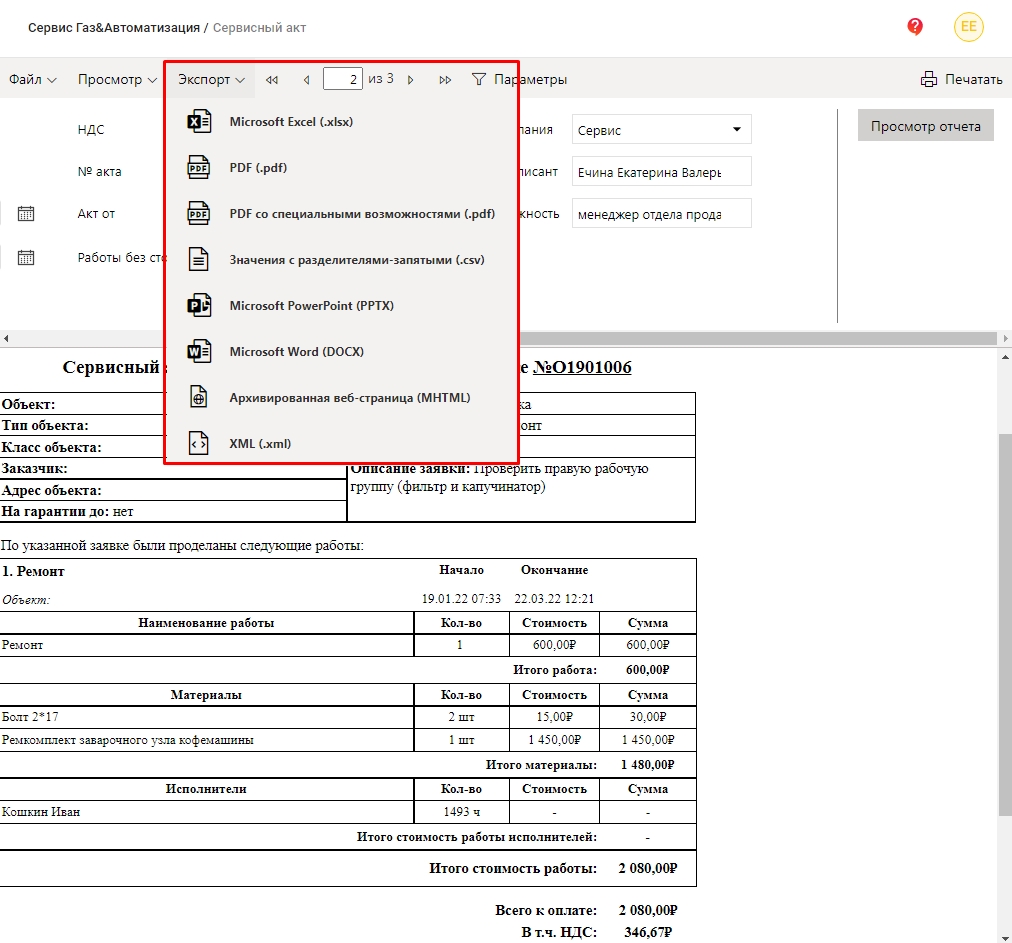 Сервис Газ&Автоматизация / Сервисный акт
EE
Файл Просмотр Экспорт 2 из 3 Параметры Печатать
Microsoft Excel (.xlsx)
PDF (.pdf)
PDF со специальными возможностями (.pdf)
Значения с разделителями-запятыми (.csv)
Microsoft PowerPoint (PPTX)
Microsoft Word (DOCX)
Архивированная веб-страница (MHTML)
XML (.xml)
НДС
№ акта
Акт от
Работы без сто
пания Сервис
писант Ечина Екатерина Валерь
жность менеджер отдела прода
Просмотр отчета
Сервисный е №O1901006
Объект: ка
Тип объекта: онт
Класс объекта:
Заказчик:
Адрес объекта:
На гарантии до: нет
Описание заявки: Проверить правую рабочую
группу (фильтр и капучинатор)
По указанной заявке были проделаны следующие работы:
1. Ремонт Начало Окончание
Объект: 19.01.22 07:33 22.03.22 12:21
Наименование работы Кол-во Стоимость Сумма
Ремонт 1 600,00₽ 600,00₽
Итого работа: 600,00₽
Материалы Кол-во Стоимость Сумма
Болт 2*17 2 шт 15,00₽ 30,00₽
Ремкомплект заварочного узла кофемашины 1 шт 1 450,00₽ 1 450,00₽
Итого материалы: 1 480,00₽
Исполнители Кол-во Стоимость Сумма
Кошкин Иван 1493 ч - -
Итого стоимость работы исполнителей: -
Итого стоимость работы: 2 080,00₽
Всего к оплате: 2 080,00₽
В т.ч. НДС: 346,67₽